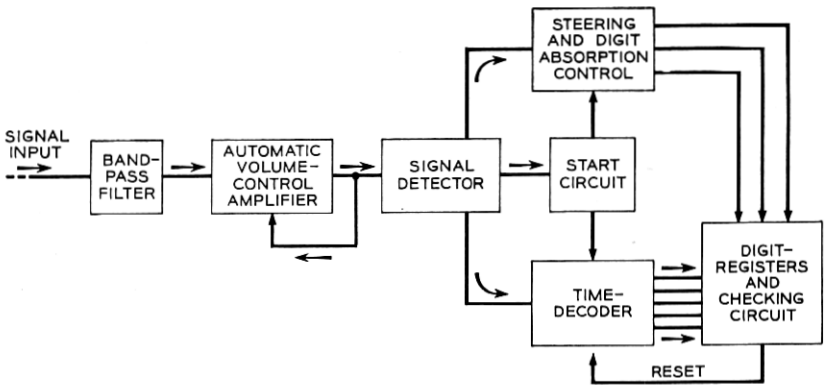 STEERING
AND DIGIT
ABSORPTION
CONTROL
SIGNAL
INPUT
BAND-
PASS
FILTER
AUTOMATIC
VOLUME-
CONTROL
AMPLIFIER
SIGNAL
DETECTOR
START
CIRCUIT
TIME-
DECODER
DIGIT-
REGISTERS
AND
CHECKING
CIRCUIT
RESET